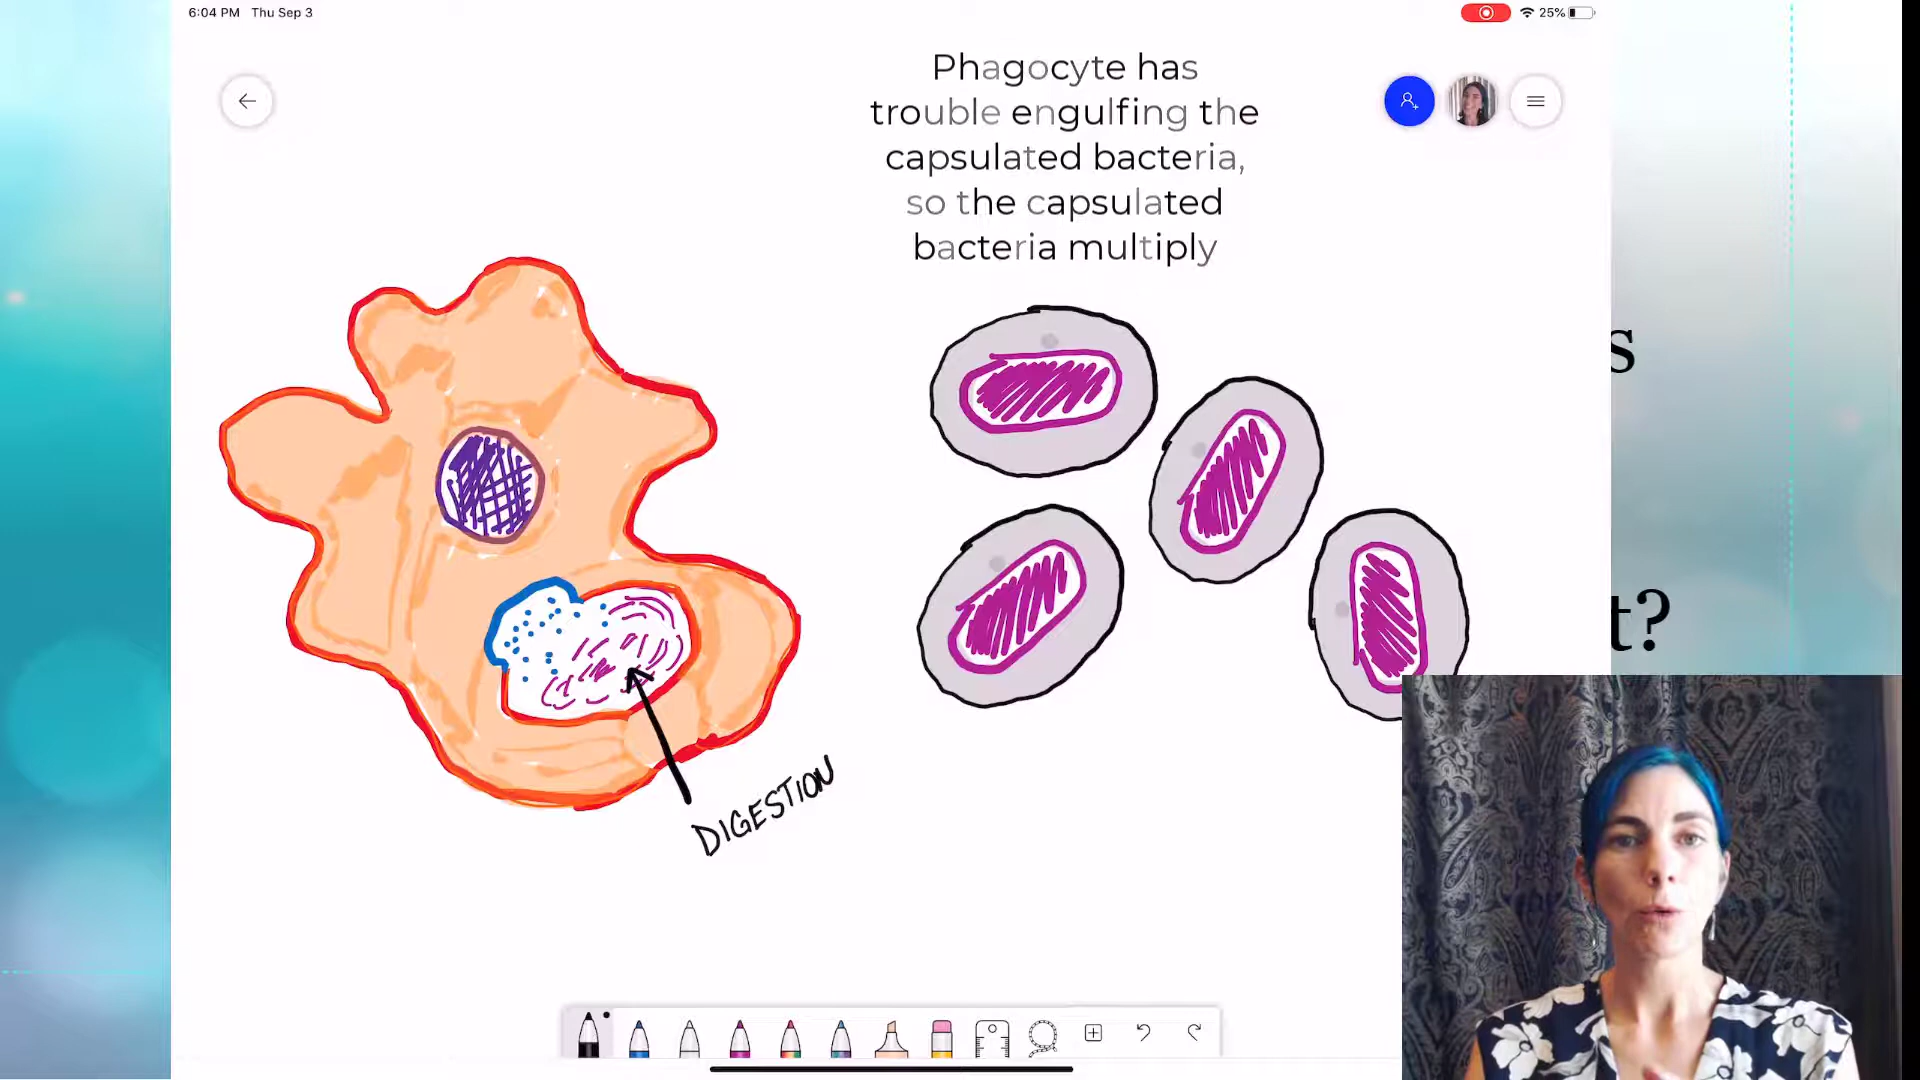 6:04 PM Thu Sep 3
25%
Phagocyte has
trouble engulfing the
capsulated bacteria,
so the capsulated
bacteria multiply
s
t?
DIGESTION